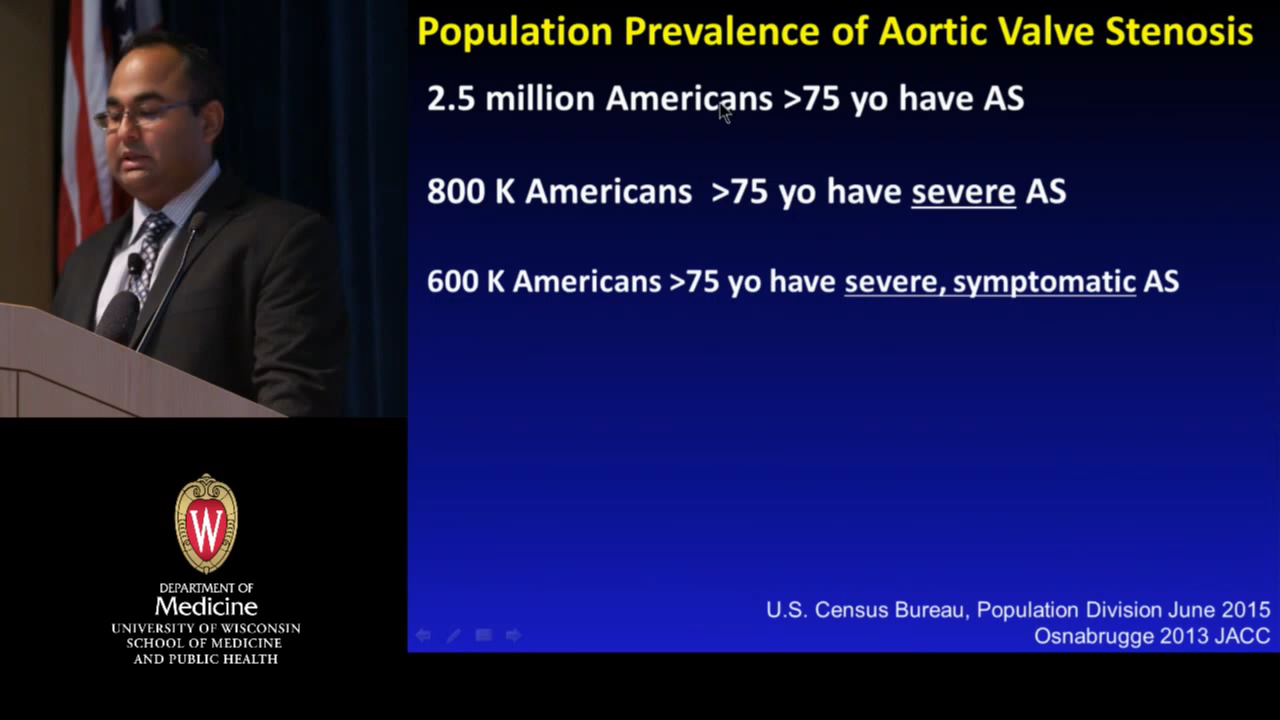 Population Prevalence of Aortic Valve Stenosis
2.5 million Americans >75 yo have AS
800 K Americans >75 yo have severe AS
600 K Americans >75 yo have severe, symptomatic AS
U.S. Census Bureau, Population Division June 2015
Osnabrugge 2013 JACC
W
DEPARTMENT OF
Medicine
UNIVERSITY OF WISCONSIN
SCHOOL OF MEDICINE
AND PUBLIC HEALTH